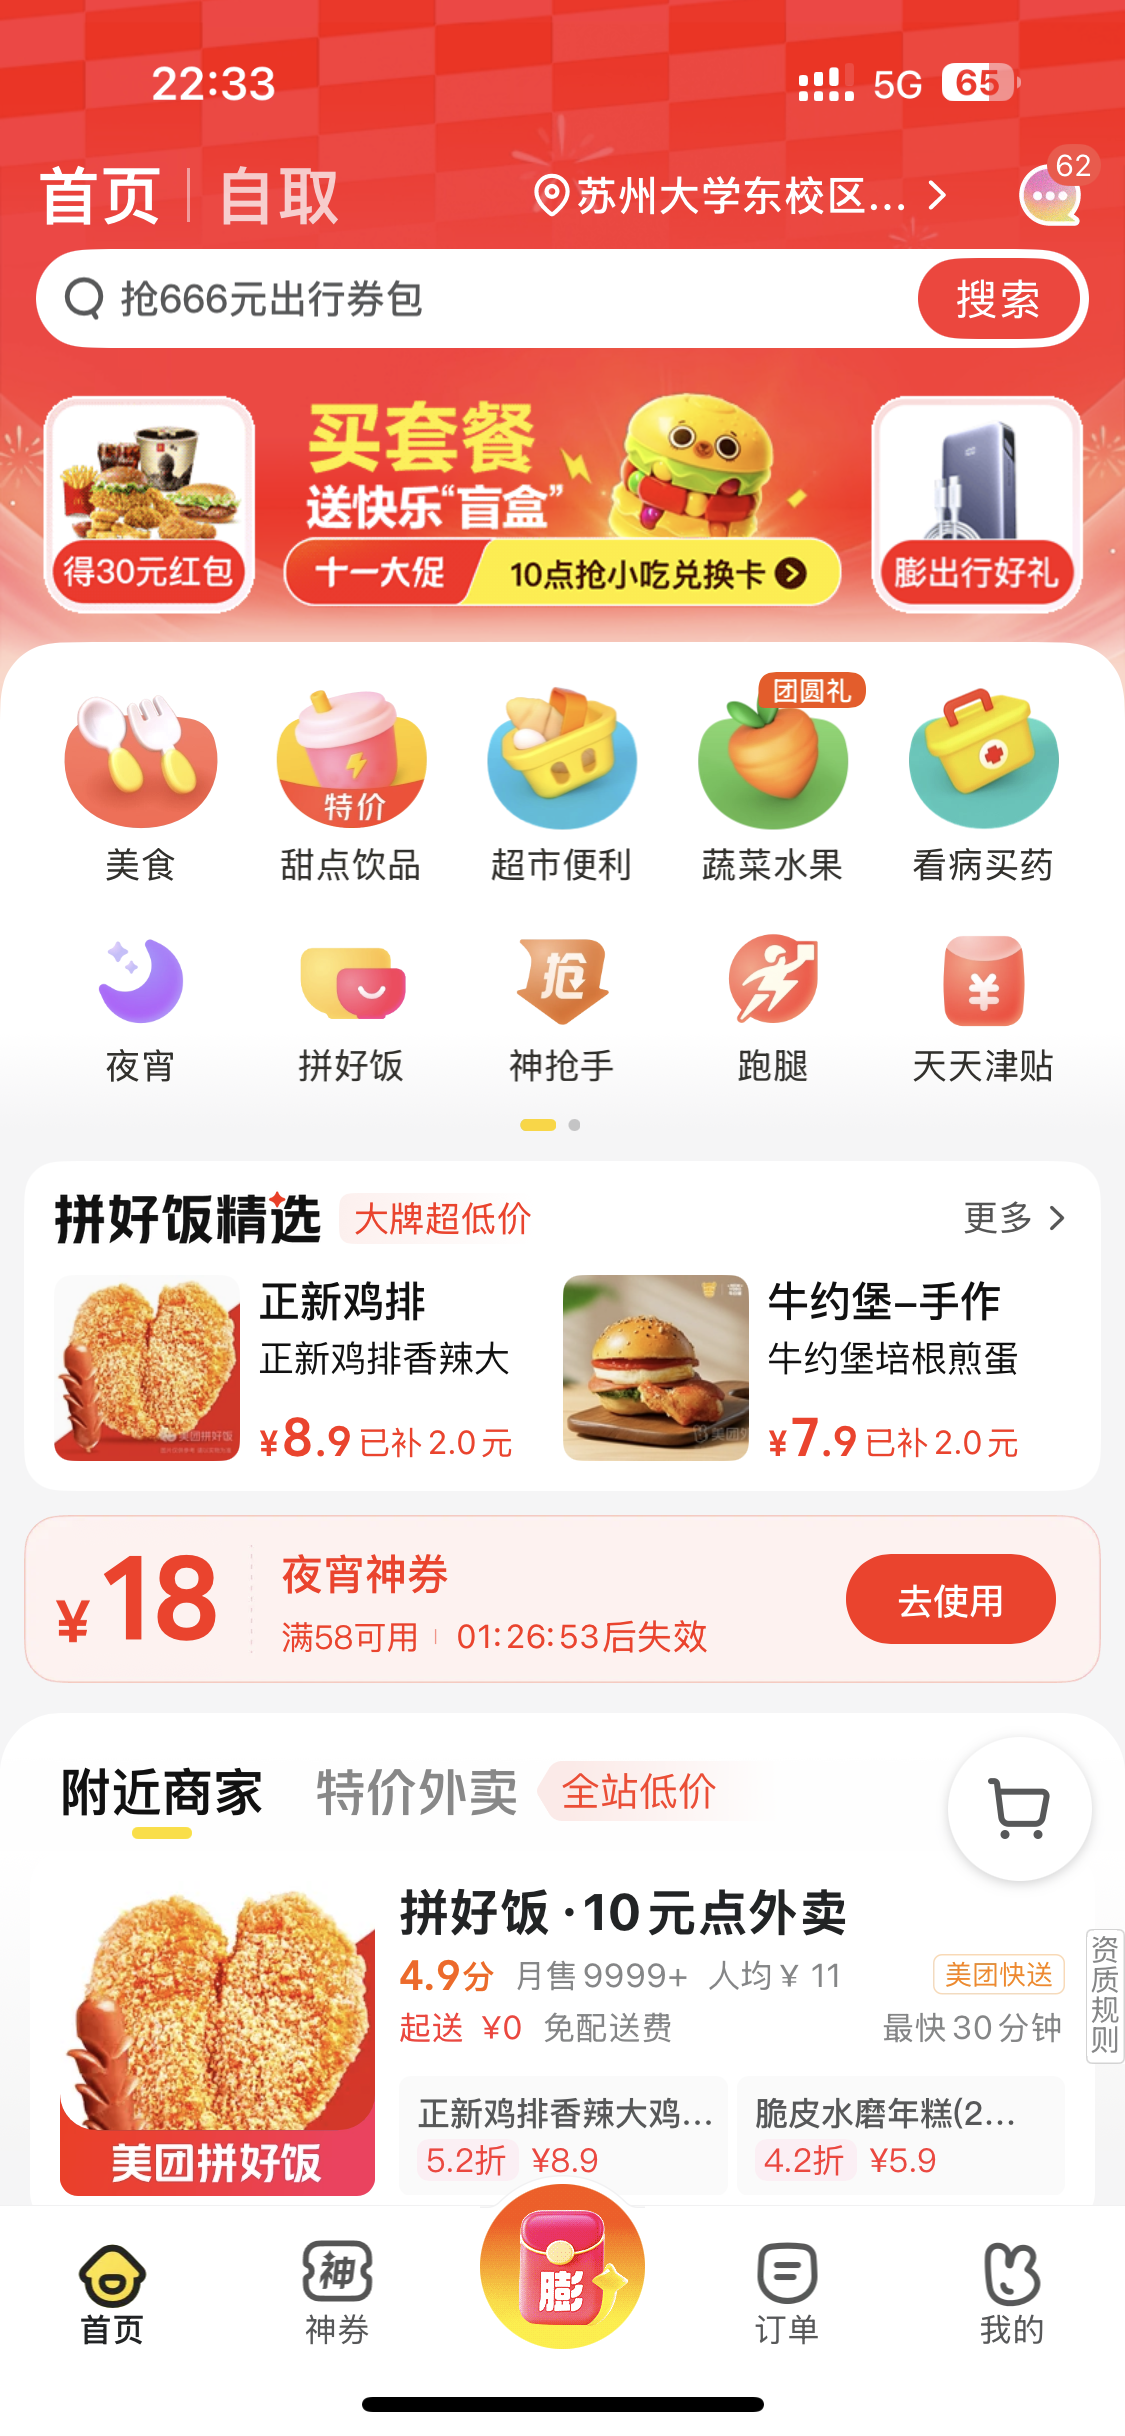 22:33
5G
65
首页
自取
苏州大学东校区...
62
抢666元出行券包
搜索
得30元红包
买套餐
送快乐“盲盒”
十一大促
10点抢小吃兑换卡
膨出行好礼
特价
团圆礼
美食
甜点饮品
超市便利
蔬菜水果
看病买药
抢
¥
夜宵
拼好饭
神抢手
跑腿
天天津贴
拼好饭精选
大牌超低价
更多
正新鸡排
正新鸡排香辣大
¥8.9 已补2.0元
美团拼好饭
牛约堡–手作
牛约堡培根煎蛋
¥7.9 已补2.0元
¥18
夜宵神券
满58可用
01:26:53后失效
去使用
附近商家
特价外卖
全站低价
拼好饭·10元点外卖
4.9分 月售9999+ 人均¥ 11
美团快送
起送 ¥0 免配送费
最快30分钟
资质规则
正新鸡排香辣大鸡...
5.2折 ¥8.9
脆皮水磨年糕(2...
4.2折 ¥5.9
美团拼好饭
首页
神
神券
膨
订单
我的